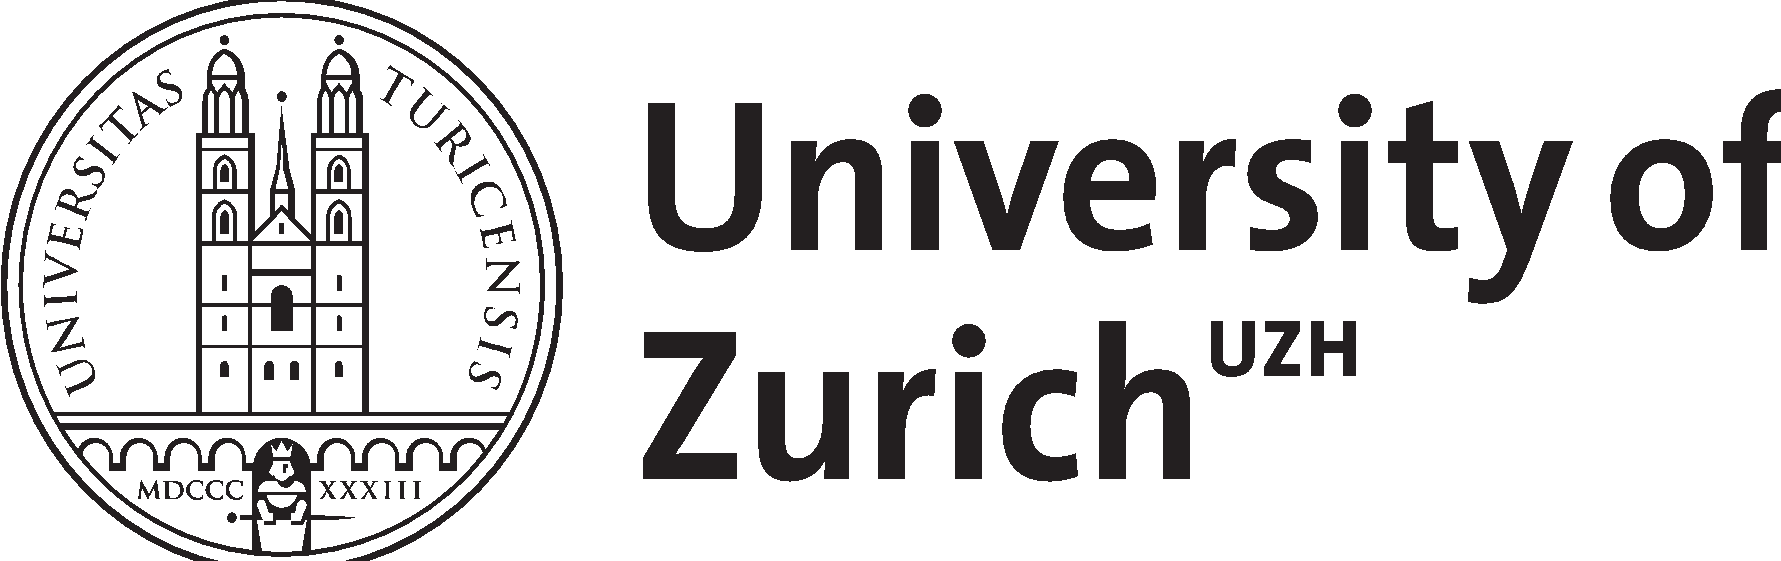 UNIVERSITAS TURICENSIS
MDCCC XXXIII
University of
Zurich UZH